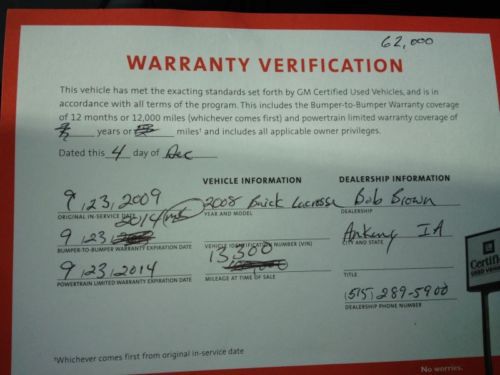 62,000
WARRANTY VERIFICATION
This vehicle has met the exacting standards set forth by GM Certified Used Vehicles, and is in
accordance with all terms of the program. This includes the Bumper-to-Bumper Warranty coverage
of 12 months or 12,000 miles (whichever comes first) and powertrain limited warranty coverage of
years or miles¹ and includes all applicable owner privileges.
Dated this 4 day of Dec
VEHICLE INFORMATION
DEALERSHIP INFORMATION
9,23,2009
2008 Buick Lacrosse
Bob Brown
ORIGINAL IN-SERVICE DATE
YEAR AND MODEL
DEALERSHIP
2014
9,23,
Ankeny IA
BUMPER-TO-BUMPER WARRANTY EXPIRATION DATE
VEHICLE IDENTIFICATION NUMBER (VIN)
CITY AND STATE
9,23,2014
13,300
POWERTRAIN LIMITED WARRANTY EXPIRATION DATE
MILEAGE AT TIME OF SALE
TITLE
(515) 289-5900
DEALERSHIP PHONE NUMBER
Certifi
USED VEHI
¹Whichever comes first from original in-service date
No worries.